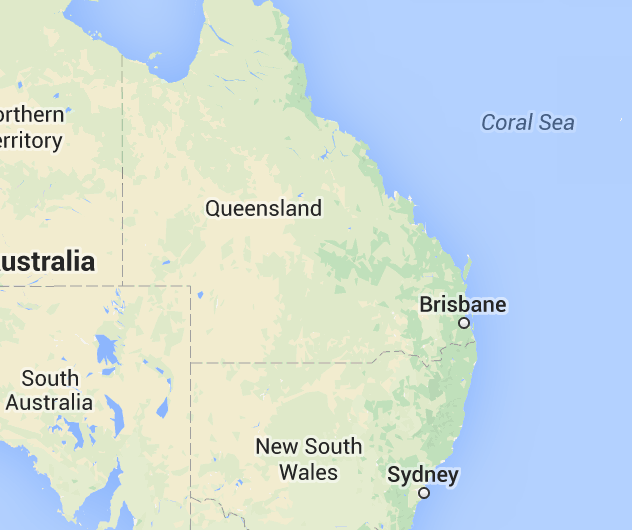 Coral Sea
orthern
erritory
Queensland
ustralia
Brisbane
South
Australia
New South
Wales
Sydney